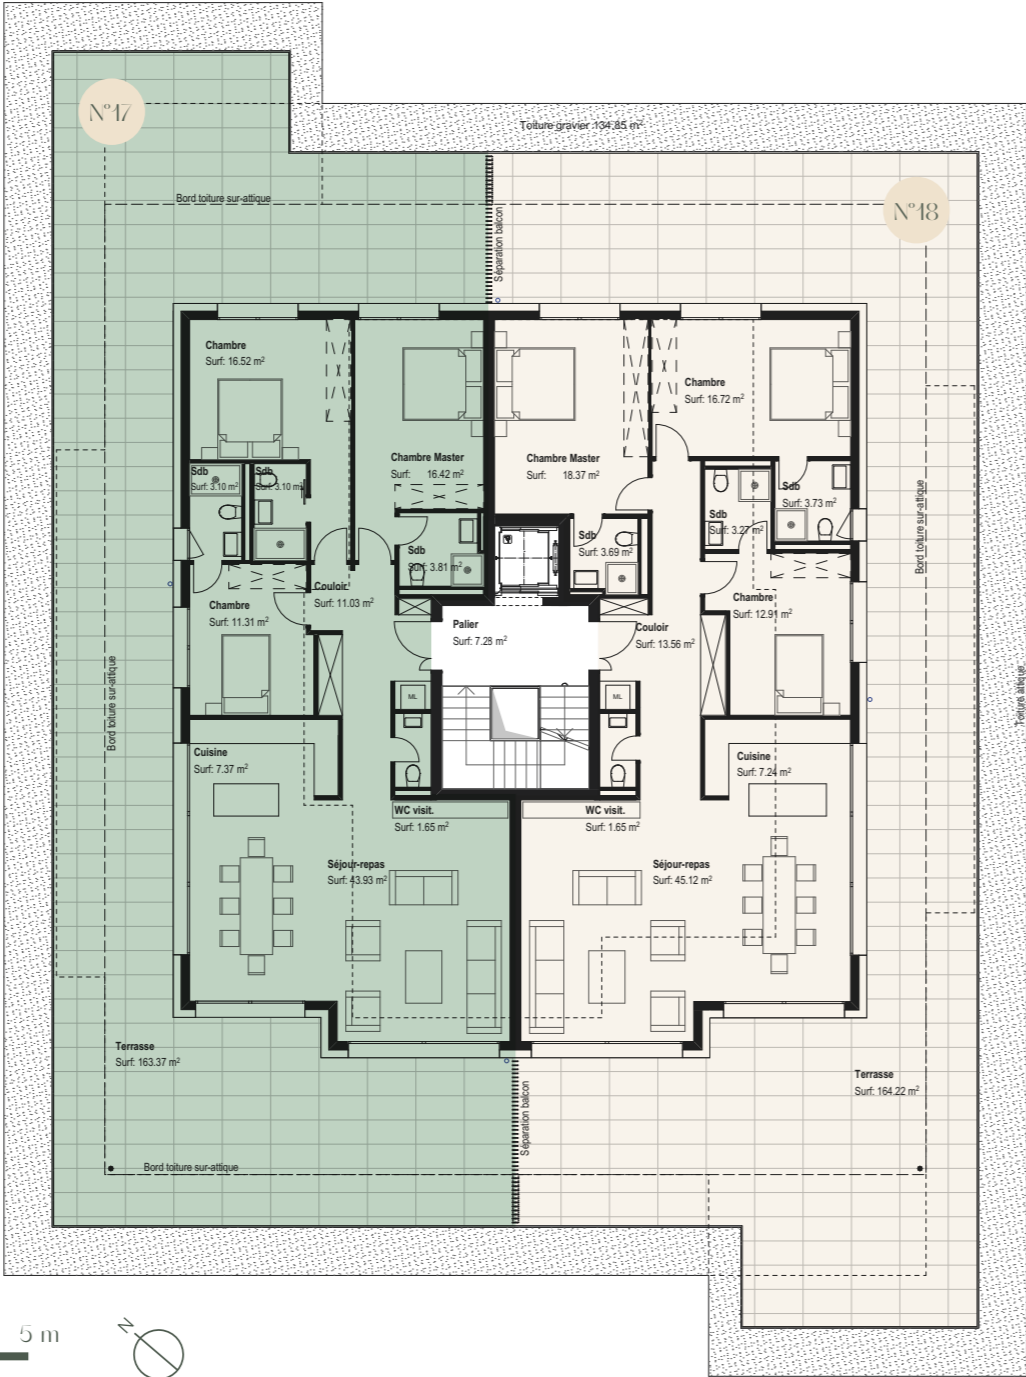 N°17
Toiture gravier 134.85 m²
Bord toiture sur-attique
N°18
Séparation balcon
Chambre
Surf: 16.52 m²
Chambre
Surf: 16.72 m²
Chambre Master
Surf: 16.42 m²
Chambre Master
Surf: 18.37 m²
Sdb
Surf: 3.10 m²
Sdb
Surf: 3.10 m²
Sdb
Surf: 3.73 m²
Sdb
Surf: 3.27 m²
Sdb
Surf: 3.69 m²
Sdb
Surf: 3.81 m²
Bord toiture sur-attique
Couloir
Surf: 11.03 m²
Chambre
Surf: 11.31 m²
Chambre
Surf: 12.91 m²
Palier
Surf: 7.28 m²
Couloir
Surf: 13.56 m²
Bord toiture sur-attique
Toiture attique
ML
ML
Cuisine
Surf: 7.37 m²
Cuisine
Surf: 7.24 m²
WC visit.
Surf: 1.65 m²
WC visit.
Surf: 1.65 m²
Séjour-repas
Surf: 43.93 m²
Séjour-repas
Surf: 45.12 m²
Terrasse
Surf: 163.37 m²
Terrasse
Surf: 164.22 m²
Séparation balcon
Bord toiture sur-attique
5 m
N